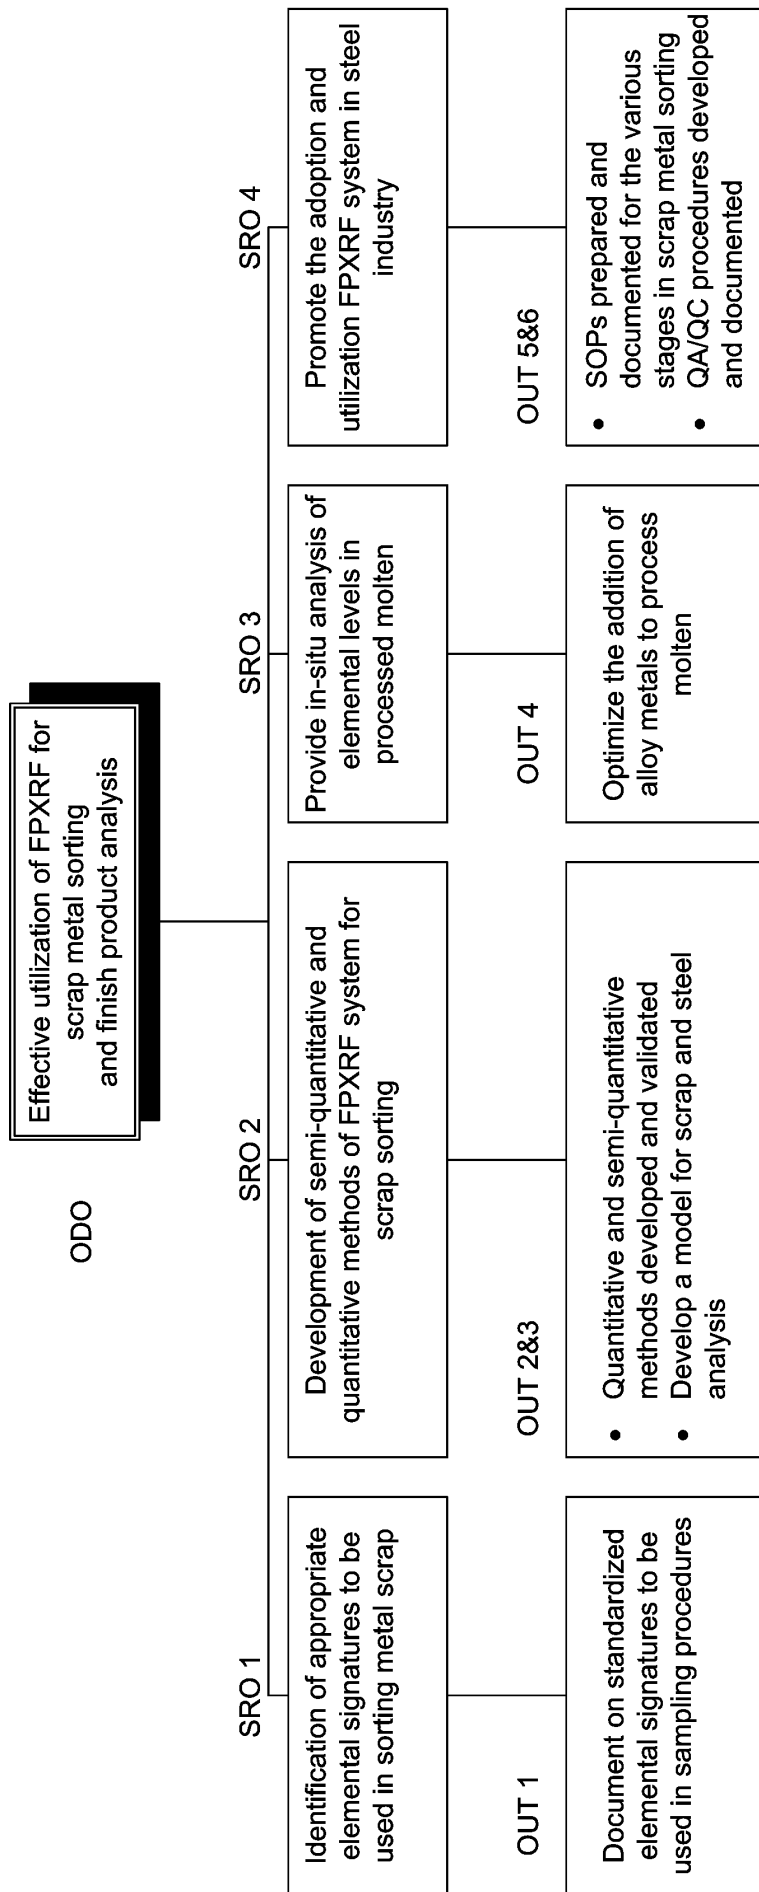 ODO
Effective utilization of FPXRF for
scrap metal sorting
and finish product analysis
SRO 1
SRO 2
SRO 3
SRO 4
Identification of appropriate
elemental signatures to be
used in sorting metal scrap
Development of semi-quantitative and
quantitative methods of FPXRF system for
scrap sorting
Provide in-situ analysis of
elemental levels in
processed molten
Promote the adoption and
utilization FPXRF system in steel
industry
OUT 1
OUT 2&3
OUT 4
OUT 5&6
Document on standardized
elemental signatures to be
used in sampling procedures
• Quantitative and semi-quantitative
methods developed and validated
• Develop a model for scrap and steel
analysis
Optimize the addition of
alloy metals to process
molten
• SOPs prepared and
documented for the various
stages in scrap metal sorting
• QA/QC procedures developed
and documented